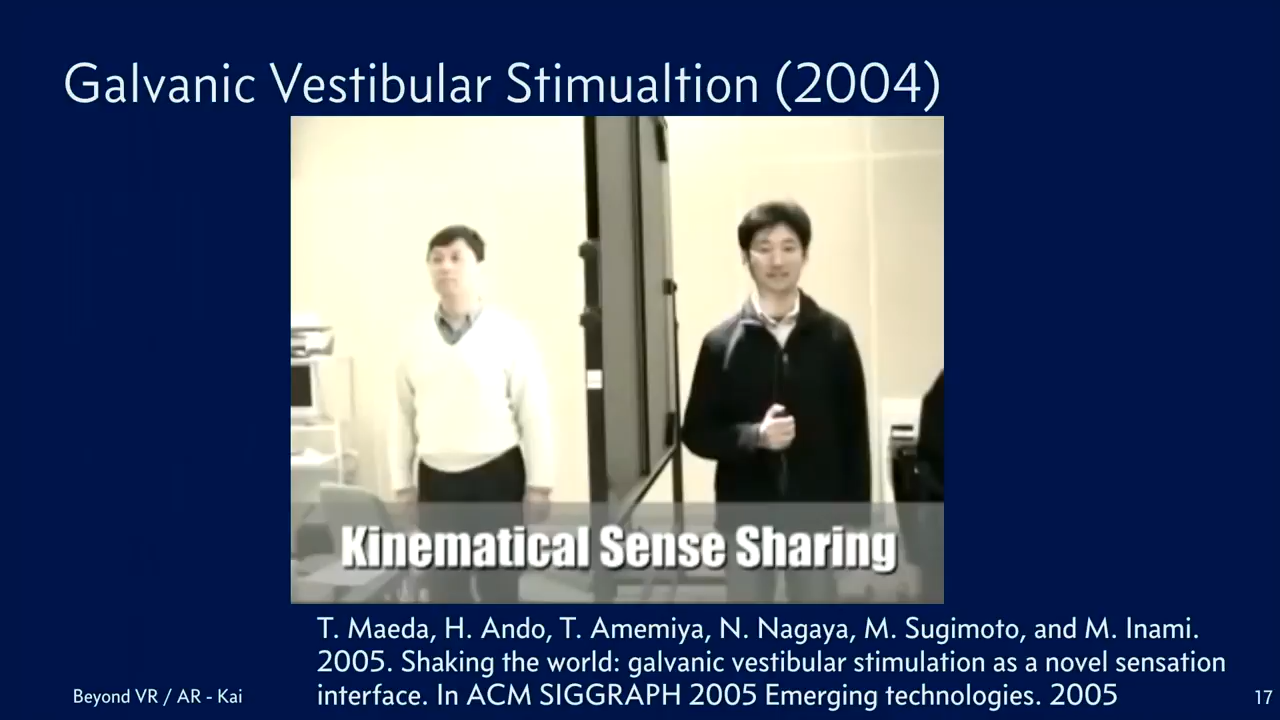 Galvanic Vestibular Stimualtion (2004)
Kinematical Sense Sharing
T. Maeda, H. Ando, T. Amemiya, N. Nagaya, M. Sugimoto, and M. Inami.
2005. Shaking the world: galvanic vestibular stimulation as a novel sensation
interface. In ACM SIGGRAPH 2005 Emerging technologies. 2005
Beyond VR / AR - Kai
17